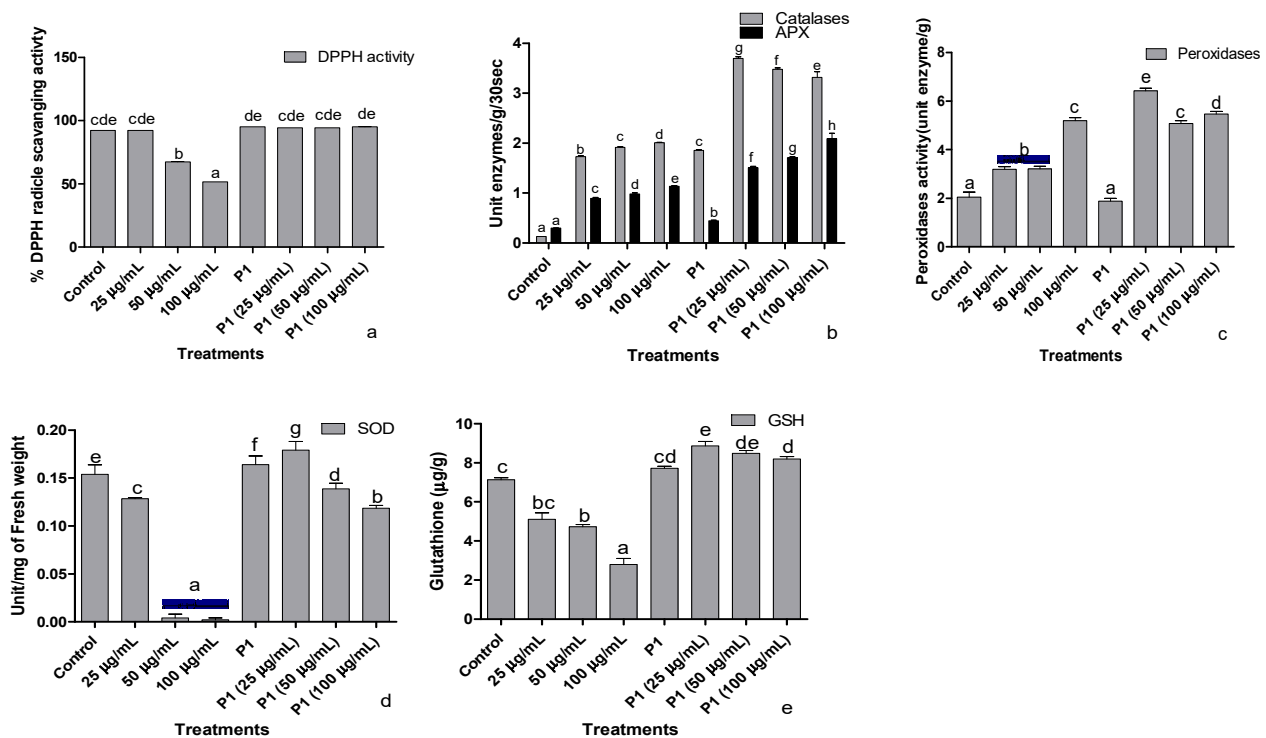 DPPH activity
% DPPH radicle scavanging activty
150
100
50
0
cde
cde
b
a
de
cde
cde
de
Control
25 µg/mL
50 µg/mL
100 µg/mL
P1
P1 (25 µg/mL)
P1 (50 µg/mL)
P1 (100 µg/mL)
Treatments
a
Catalases
APX
Unit enzymes/g/30sec
4
3
2
1
0
a
a
b
c
c
d
d
e
c
b
g
f
f
g
e
h
Control
25 µg/mL
50 µg/mL
100 µg/mL
P1
P1 (25 µg/mL)
P1 (50 µg/mL)
P1 (100 µg/mL)
Treatments
b
Peroxidases
Peroxidases activity(unit enzyme/g)
8
6
4
2
0
a
b
c
a
e
c
d
Control
25 µg/mL
50 µg/mL
100 µg/mL
P1
P1 (25 µg/mL)
P1 (50 µg/mL)
P1 (100 µg/mL)
Treatments
c
SOD
Unit/mg of Fresh weight
0.20
0.15
0.10
0.05
0.00
e
c
a
f
g
d
b
Control
25 µg/mL
50 µg/mL
100 µg/mL
P1
P1 (25 µg/mL)
P1 (50 µg/mL)
P1 (100 µg/mL)
Treatments
d
GSH
Glutathione (µg/g)
10
8
6
4
2
0
c
bc
b
a
cd
e
de
d
Control
25 µg/mL
50 µg/mL
100 µg/mL
P1
P1 (25 µg/mL)
P1 (50 µg/mL)
P1 (100 µg/mL)
Treatments
e